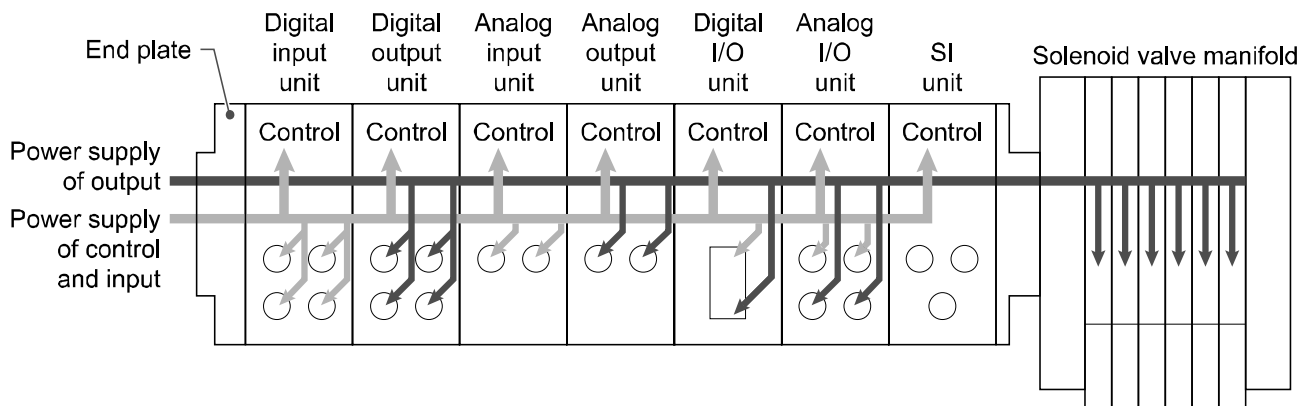 End plate
Digital
input
unit
Digital
output
unit
Analog
input
unit
Analog
output
unit
Digital
I/O
unit
Analog
I/O
unit
SI
unit
Solenoid valve manifold
Control
Control
Control
Control
Control
Control
Control
Power supply
of output
Power supply
of control
and input